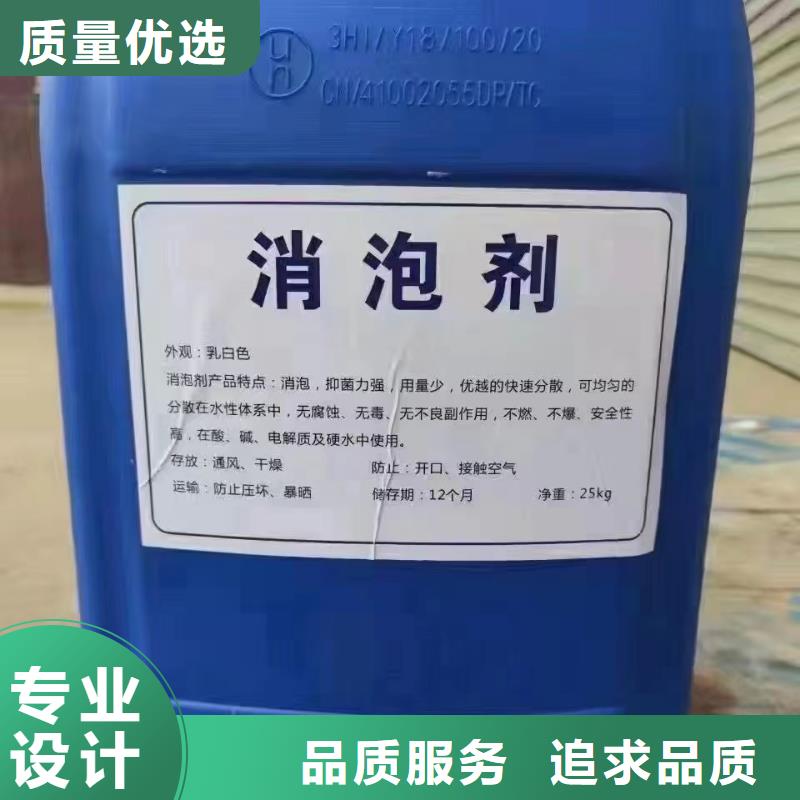 质量优选
3H1/Y18/100/20
CN/41002055DP/TC
消泡剂
外观：乳白色
消泡剂产品特点：消泡，抑菌力强，用量少，优越的快速分散，可均匀的
分散在水性体系中，无腐蚀、无毒、无不良副作用，不燃、不爆、安全性
高，在酸、碱、电解质及硬水中使用。
存放：通风、干燥 防止：开口、接触空气
运输：防止压坏、暴晒 储存期：12个月 净重：25kg
专业
设计
品质服务 追求品质